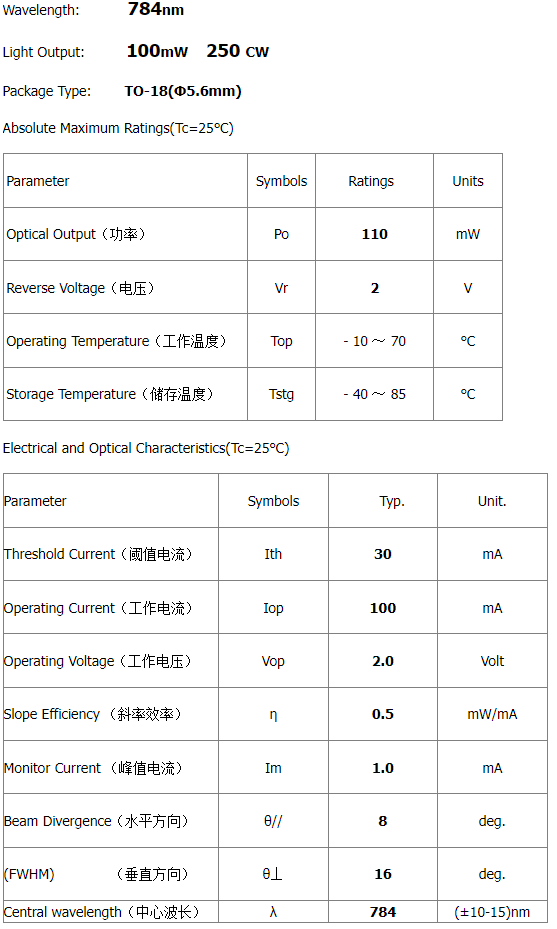 Wavelength: 784nm
Light Output: 100mW 250 CW
Package Type: TO-18(Φ5.6mm)
Absolute Maximum Ratings(Tc=25°C)
Parameter Symbols Ratings Units
Optical Output（功率） Po 110 mW
Reverse Voltage（电压） Vr 2 V
Operating Temperature（工作温度） Top - 10 ～ 70 °C
Storage Temperature（储存温度） Tstg - 40 ～ 85 °C
Electrical and Optical Characteristics(Tc=25°C)
Parameter Symbols Typ. Unit.
Threshold Current（阈值电流） Ith 30 mA
Operating Current（工作电流） Iop 100 mA
Operating Voltage（工作电压） Vop 2.0 Volt
Slope Efficiency （斜率效率） η 0.5 mW/mA
Monitor Current （峰值电流） Im 1.0 mA
Beam Divergence（水平方向） θ// 8 deg.
(FWHM) （垂直方向） θ⊥ 16 deg.
Central wavelength（中心波长） λ 784 (±10-15)nm